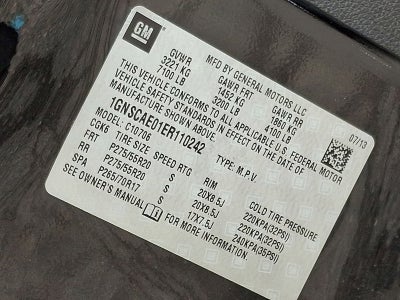 GM
MFD BY GENERAL MOTORS LLC 07/13
GVWR GAWR FRT GAWR RR
3221 KG 1452 KG 1860 KG
7100 LB 3200 LB 4100 LB
THIS VEHICLE CONFORMS TO ALL APPLICABLE U.S. FEDERAL MOTOR
VEHICLE SAFETY STANDARDS IN EFFECT ON THE DATE OF
MANUFACTURE SHOWN ABOVE.
1GNSCAE01ER110242 TYPE: M.P.V.
MODEL: C10706
CGK6 TIRE SIZE SPEED RTG RIM COLD TIRE PRESSURE
FRT P275/55R20 S 20X8.5J 220KPA(32PSI)
RR P275/55R20 S 20X8.5J 220KPA(32PSI)
SPA P265/70R17 S 17X7.5J 240KPA(35PSI)
SEE OWNER'S MANUAL FOR MORE INFORMATION.